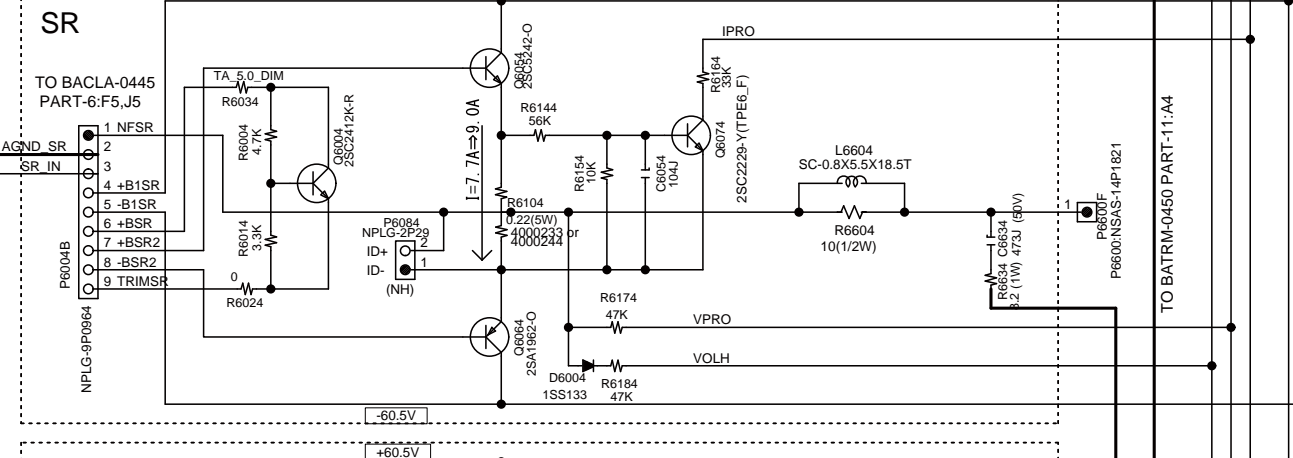 SR
TO BACLA-0445
PART-6:F5,J5
1 NFSR
AGND_SR
2
SR_IN
3
4 +B1SR
5 -B1SR
6 +BSR
7 +BSR2
8 -BSR2
9 TRIMSR
P6004B
NPLG-9P0964
TA_5.0_DIM
R6034
R6004
4.7K
R6014
3.3K
0
R6024
Q6004
2SC2412K-R
P6084
NPLG-2P29
ID+
2
ID-
1
(NH)
Q6054
2SC5242-O
I=7.7A⇒9.0A
R6104
0.22(5W)
4000233 or
4000244
Q6064
2SA1962-O
R6144
56K
R6154
10K
C6054
104J
IPRO
R6164
33K
Q6074
2SC2229-Y(TPE6_F)
R6174
47K
VPRO
VOLH
D6004
1SS133
R6184
47K
L6604
SC-0.8X5.5X18.5T
R6604
10(1/2W)
C6634
473J (50V)
R6634
8.2 (1W)
1
P6600F
P6600:NSAS-14P1821
TO BATRM-0450 PART-11:A4
-60.5V
+60.5V